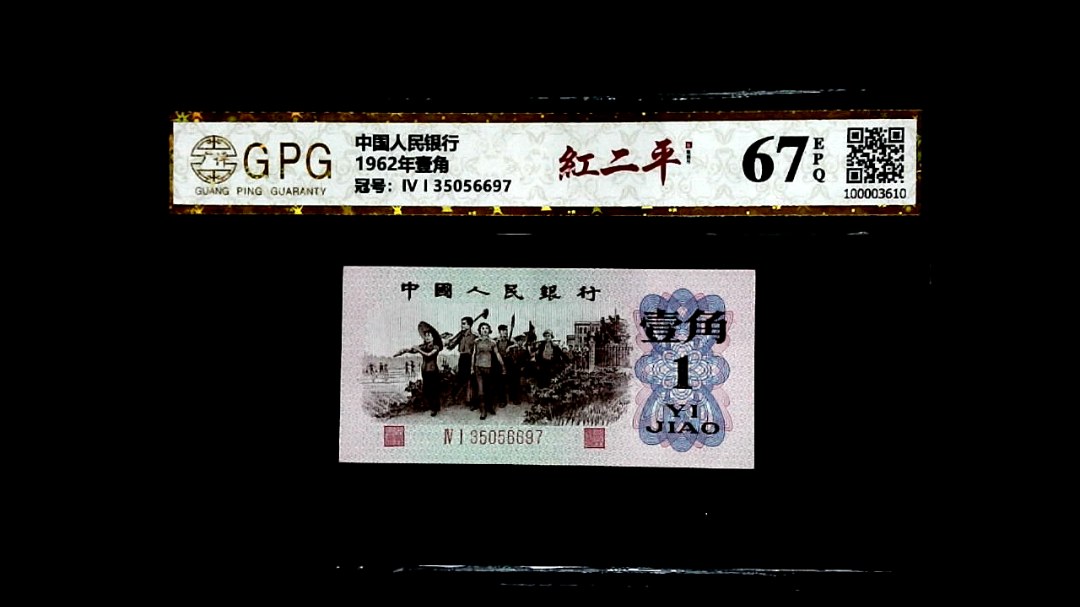 GPG
GUANG PING GUARANTY
中国人民银行
1962年壹角
冠号：IV I 35056697
紅二平
67
EPQ
100003610
中國人民銀行
壹角
1
YI
JIAO
IV I 35056697